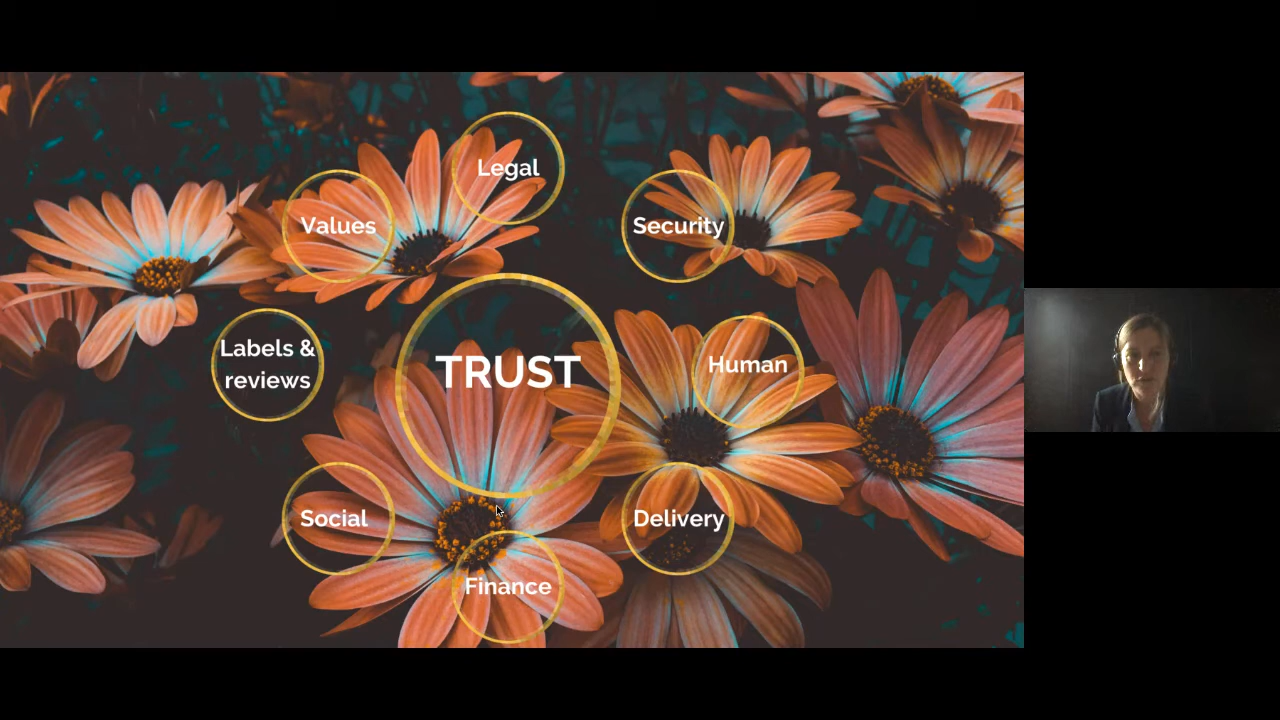 Legal
Values
Security
Labels &
reviews
TRUST
Human
Social
Delivery
Finance